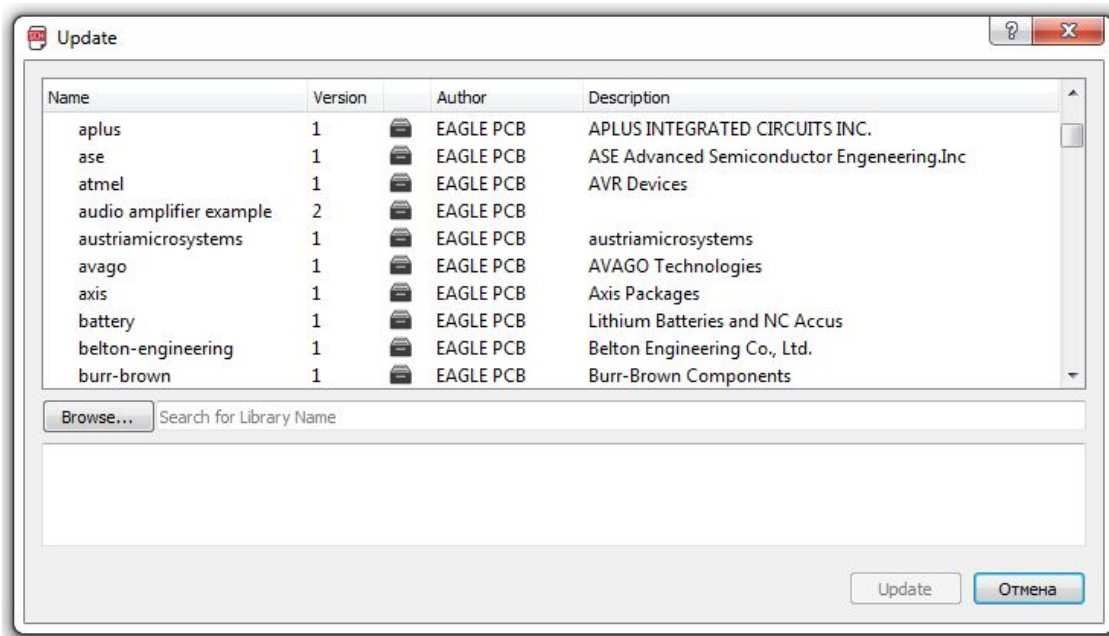 SCH
Update
Name Version Author Description
aplus 1 EAGLE PCB APLUS INTEGRATED CIRCUITS INC.
ase 1 EAGLE PCB ASE Advanced Semiconductor Engeneering.Inc
atmel 1 EAGLE PCB AVR Devices
audio amplifier example 2 EAGLE PCB
austriamicrosystems 1 EAGLE PCB austriamicrosystems
avago 1 EAGLE PCB AVAGO Technologies
axis 1 EAGLE PCB Axis Packages
battery 1 EAGLE PCB Lithium Batteries and NC Accus
belton-engineering 1 EAGLE PCB Belton Engineering Co., Ltd.
burr-brown 1 EAGLE PCB Burr-Brown Components
Browse... Search for Library Name
Update Отмена